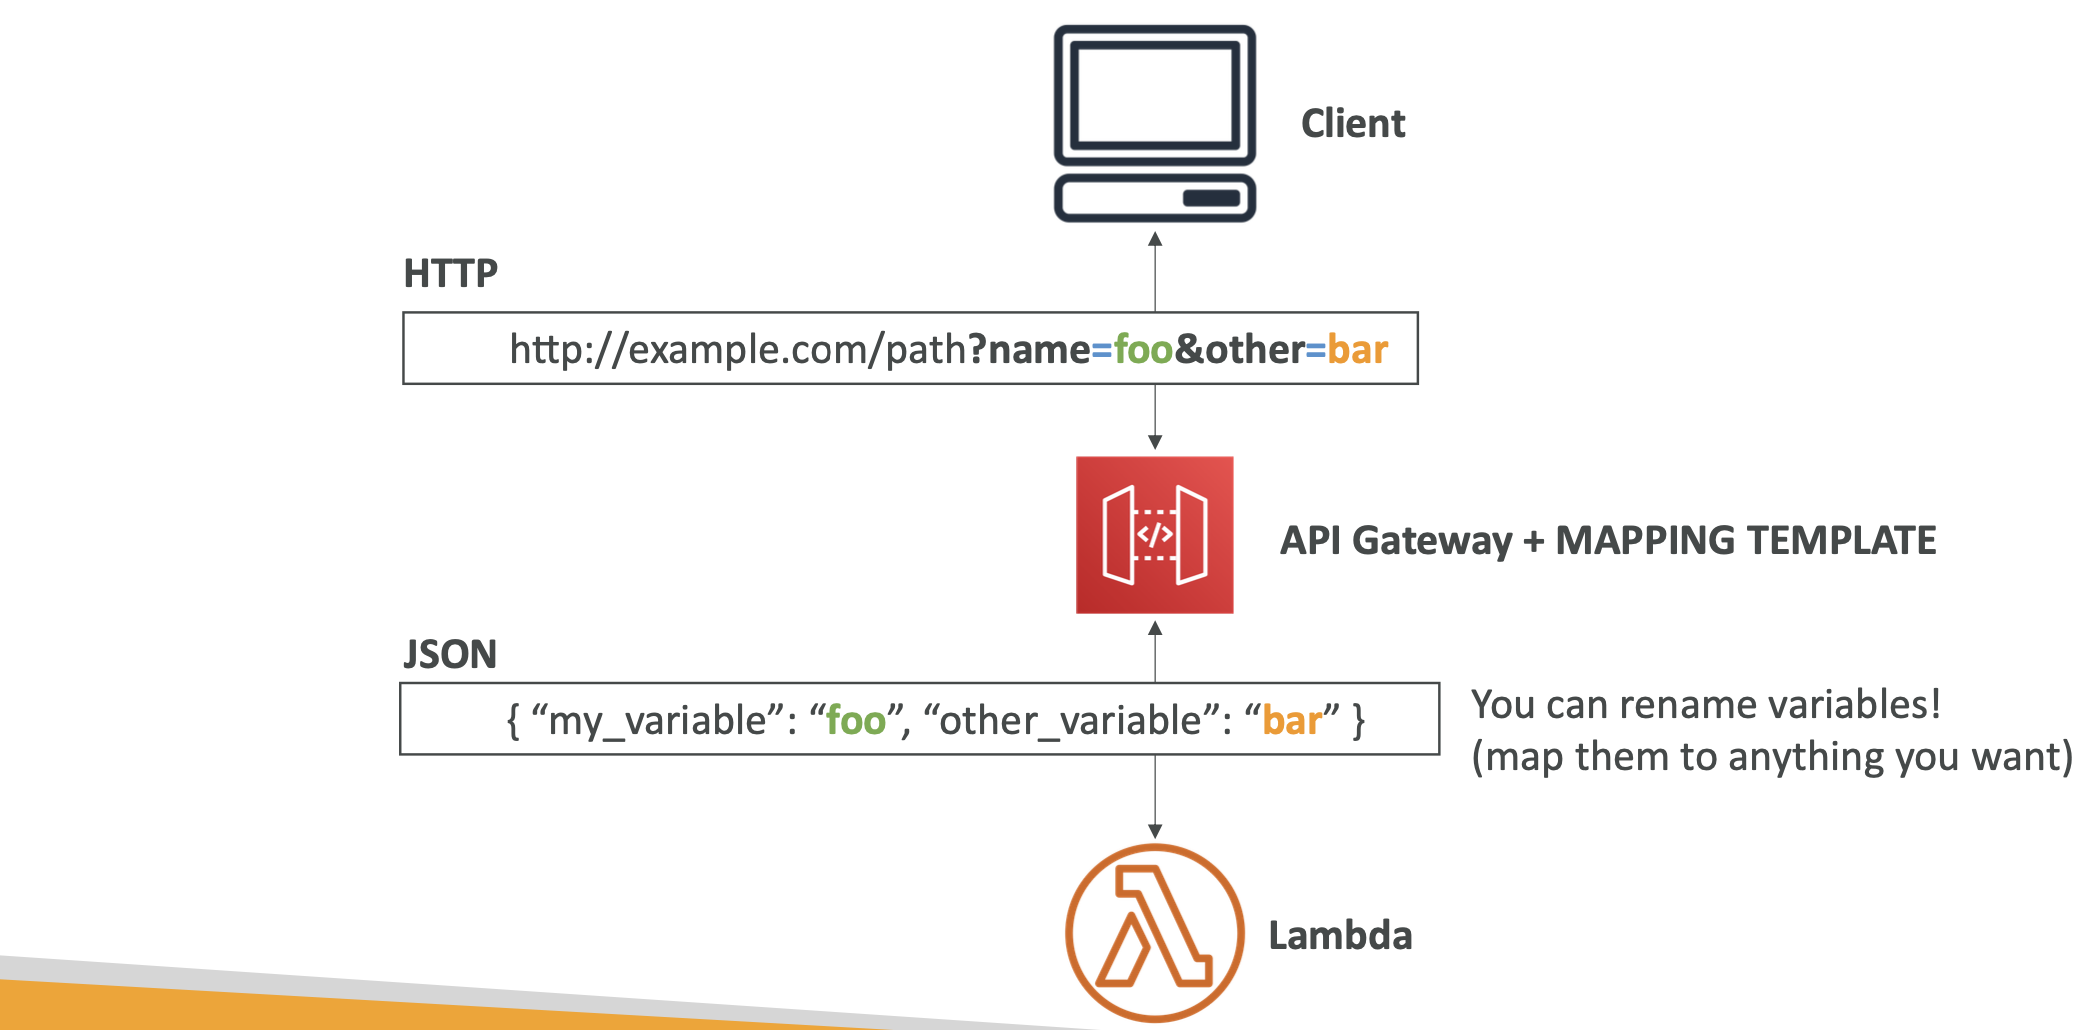 Client
HTTP
http://example.com/path?name=foo&other=bar
</>
API Gateway + MAPPING TEMPLATE
JSON
{ “my_variable”: “foo”, “other_variable”: “bar” }
You can rename variables!
(map them to anything you want)
Lambda